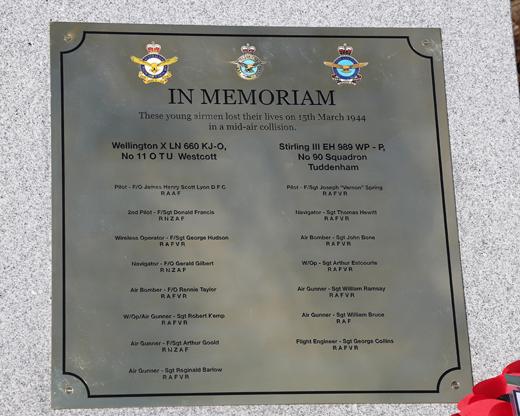 IN MEMORIAM
These young airmen lost their lives on 15th March 1944
in a mid-air collision.
Wellington X LN 660 KJ-O,
No 11 O T U Westcott
Pilot - F/O James Henry Scott Lyon D F C
R A A F
2nd Pilot - F/Sgt Donald Francis
R N Z A F
Wireless Operator - F/Sgt George Hudson
R A F V R
Navigator - F/O Gerald Gilbert
R N Z A F
Air Bomber - F/O Rennie Taylor
R A F V R
W/Op/Air Gunner - Sgt Robert Kemp
R A F V R
Air Gunner - F/Sgt Arthur Goold
R N Z A F
Air Gunner - Sgt Reginald Barlow
R A F V R
Stirling III EH 989 WP - P,
No 90 Squadron
Tuddenham
Pilot - F/Sgt Joseph "Vernon" Spring
R A F V R
Navigator - Sgt Thomas Hewitt
R A F V R
Air Bomber - Sgt John Bone
R A F V R
W/Op - Sgt Arthur Estcourte
R A F V R
Air Gunner - Sgt William Ramsay
R A F V R
Air Gunner - Sgt William Bruce
R A F
Flight Engineer - Sgt George Collins
R A F V R